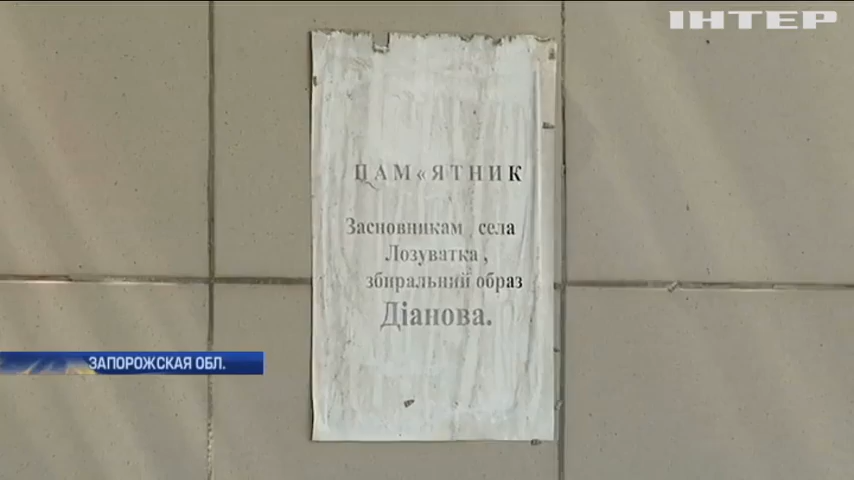 ІНТЕР
ПАМ«ЯТНИК
Засновникам села
Лозуватка,
збиральний образ
Діанова.
ЗАПОРОЖСКАЯ ОБЛ.